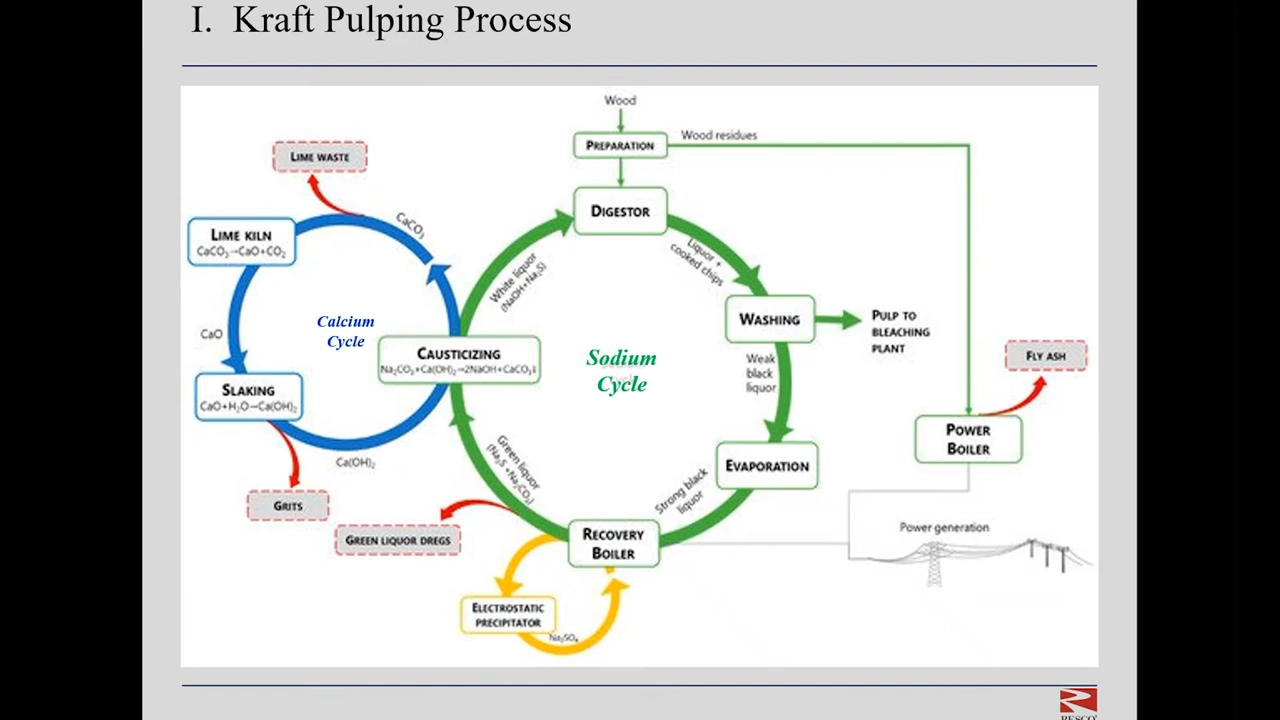 I. Kraft Pulping Process
Wood
PREPARATION
Wood residues
LIME WASTE
DIGESTOR
CaCO₃
LIME KILN
CaCO₃→CaO+CO₂
Liquor +
cooked chips
White liquor
(NaOH+Na₂S)
WASHING
PULP TO
BLEACHING
PLANT
CaO
Calcium
Cycle
CAUSTICIZING
Na₂CO₃+Ca(OH)₂→2NaOH+CaCO₃↓
Sodium
Cycle
Weak
black
liquor
FLY ASH
SLAKING
CaO+H₂O→Ca(OH)₂
POWER
BOILER
Ca(OH)₂
Green liquor
(Na₂S +Na₂CO₃)
EVAPORATION
Strong black
liquor
GRITS
GREEN LIQUOR DREGS
RECOVERY
BOILER
Power generation
ELECTROSTATIC
PRECIPITATOR
Na₂SO₄
RESCO